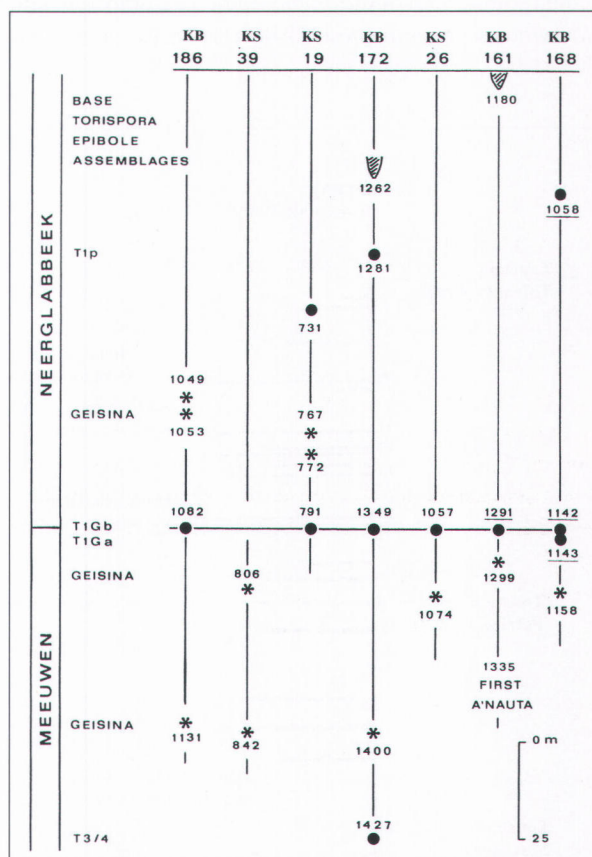 KB KS KS KB KS KB KB
186 39 19 172 26 161 168
BASE
TORISPORA
EPIBOLE
ASSEMBLAGES
1180
1262
1058
T1p
1281
731
NEERGLABBEEK
1049
GEISINA
1053
767
772
1082 791 1349 1057 1291 1142
T1Gb
T1Ga
1143
GEISINA
806
1299
1074
1158
MEEUWEN
1335
FIRST
A'NAUTA
GEISINA
1131
842
1400
0 m
1427
T3/4
25